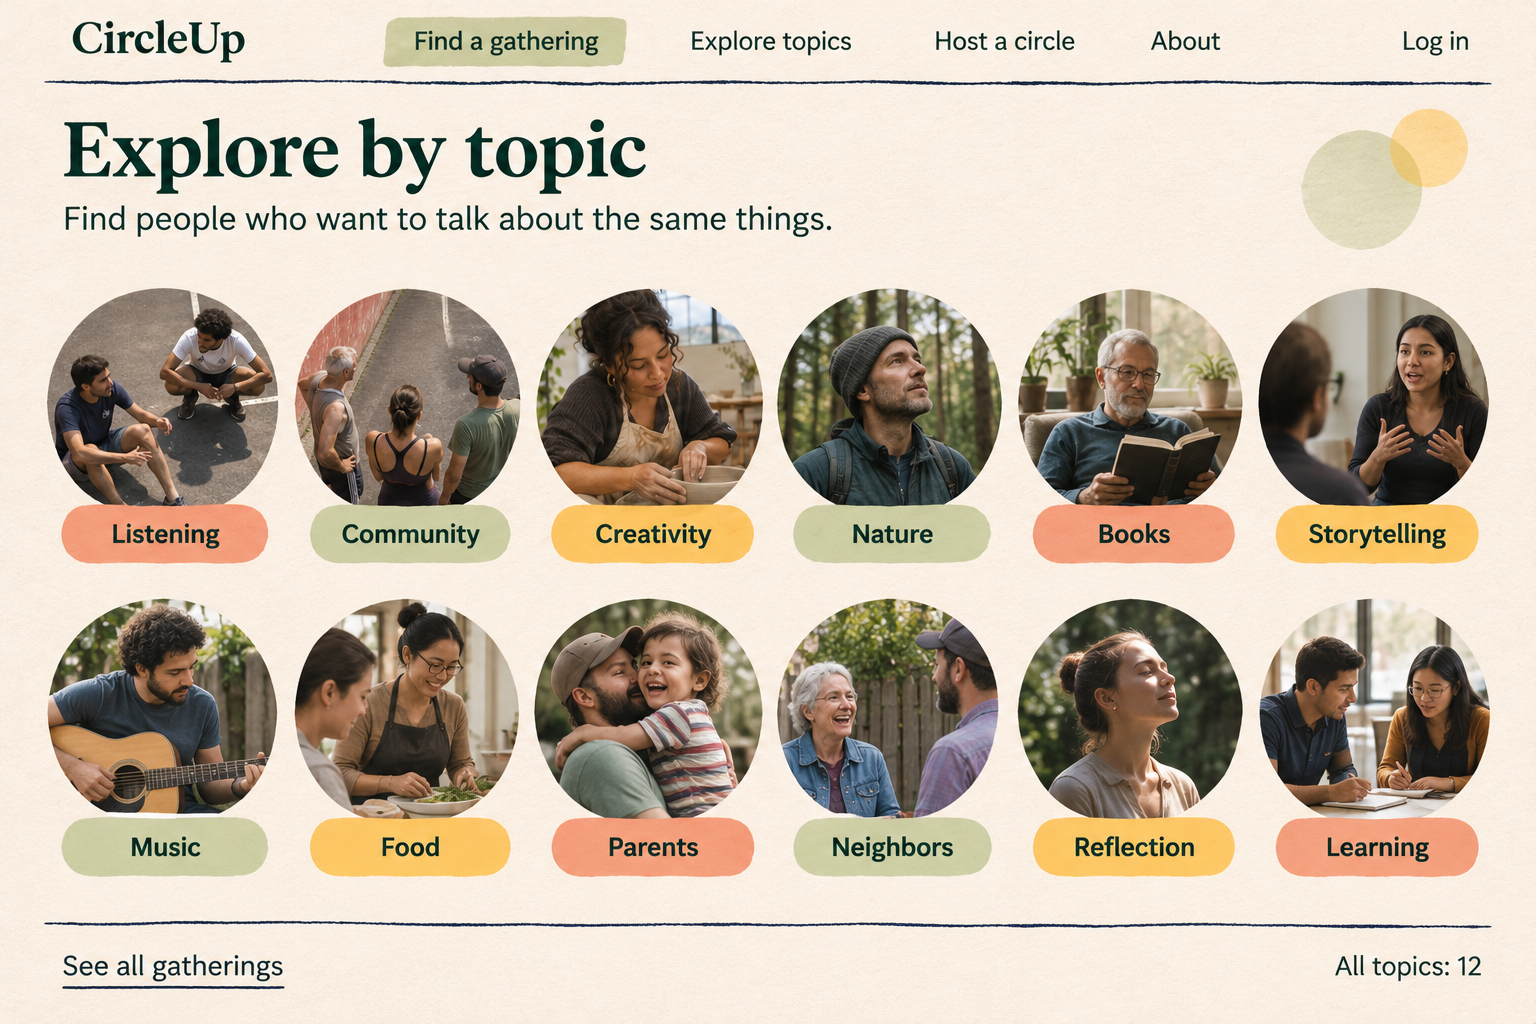 CircleUp
Find a gathering
Explore topics
Host a circle
About
Log in
Explore by topic
Find people who want to talk about the same things.
Listening
Community
Creativity
Nature
Books
Storytelling
Music
Food
Parents
Neighbors
Reflection
Learning
See all gatherings
All topics: 12